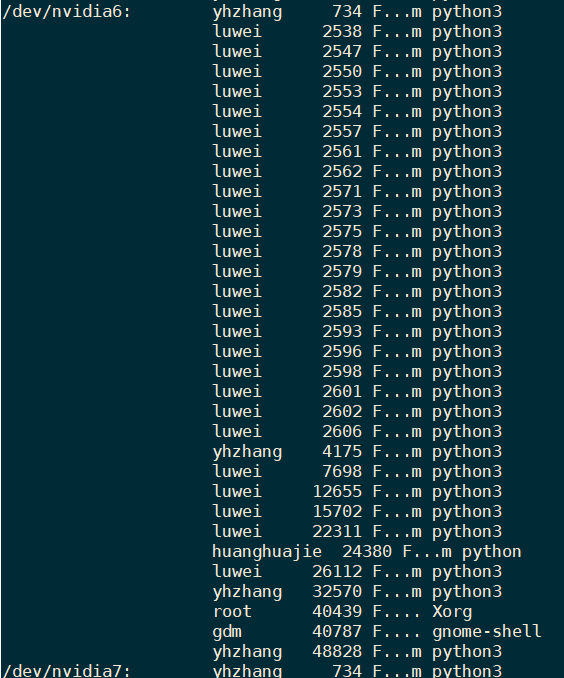 /dev/nvidia6:        yhzhang     734 F...m python3
                     luwei      2538 F...m python3
                     luwei      2547 F...m python3
                     luwei      2550 F...m python3
                     luwei      2553 F...m python3
                     luwei      2554 F...m python3
                     luwei      2557 F...m python3
                     luwei      2561 F...m python3
                     luwei      2562 F...m python3
                     luwei      2571 F...m python3
                     luwei      2573 F...m python3
                     luwei      2575 F...m python3
                     luwei      2578 F...m python3
                     luwei      2579 F...m python3
                     luwei      2582 F...m python3
                     luwei      2585 F...m python3
                     luwei      2593 F...m python3
                     luwei      2596 F...m python3
                     luwei      2598 F...m python3
                     luwei      2601 F...m python3
                     luwei      2602 F...m python3
                     luwei      2606 F...m python3
                     yhzhang    4175 F...m python3
                     luwei      7698 F...m python3
                     luwei     12655 F...m python3
                     luwei     15702 F...m python3
                     luwei     22311 F...m python3
                     huanghuajie  24380 F...m python
                     luwei     26112 F...m python3
                     yhzhang   32570 F...m python3
                     root      40439 F.... Xorg
                     gdm       40787 F.... gnome-shell
                     yhzhang   48828 F...m python3
/dev/nvidia7:        yhzhang     734 F...m python3